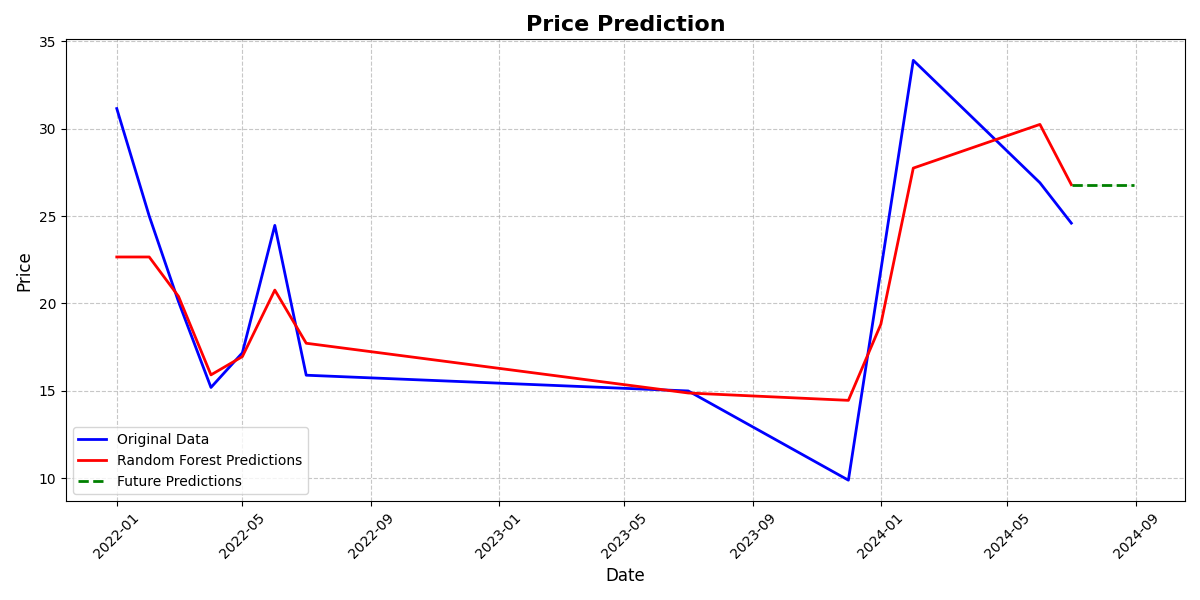 Price Prediction
Price
35
30
25
20
15
10
Original Data
Random Forest Predictions
Future Predictions
2022-01
2022-05
2022-09
2023-01
2023-05
2023-09
2024-01
2024-05
2024-09
Date